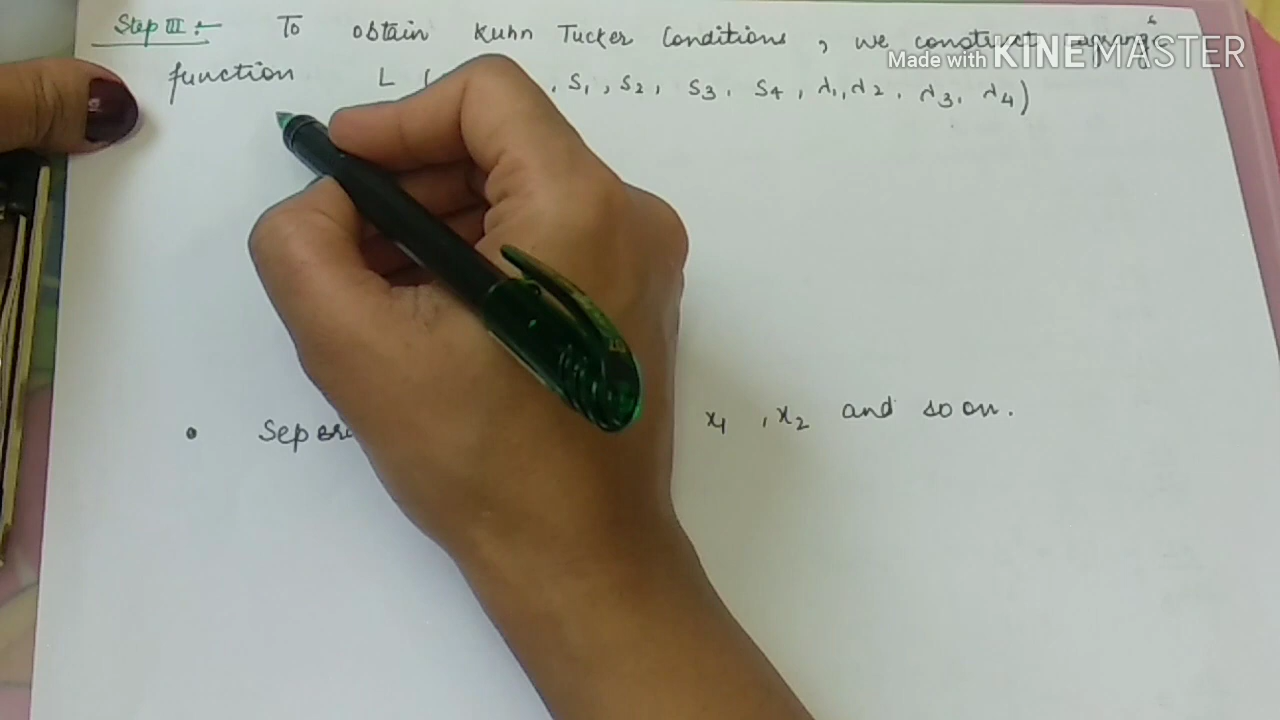 Step III :- To obtain Kuhn Tucker Conditions , we construct
Made with KINEMASTER
function L ( , S1 , S2 , S3 , S4 , λ1, λ2 , λ3 , λ4 )
x1 , x2 and so on .